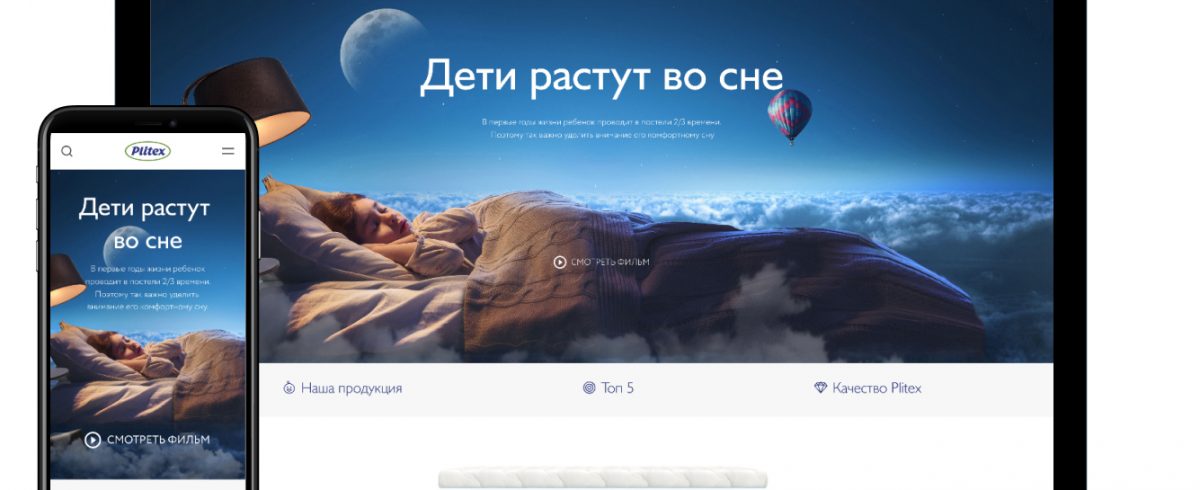 Дети растут во сне
В первые годы жизни ребенок проводит в постели 2/3 времени.
Поэтому так важно уделить внимание его комфортному сну
СМОТРЕТЬ ФИЛЬМ
Наша продукция
Топ 5
Качество Plitex
Plitex
Дети растут
во сне
В первые годы жизни ребенок
проводит в постели 2/3 времени.
Поэтому так важно уделить
внимание его комфортному сну.
СМОТРЕТЬ ФИЛЬМ